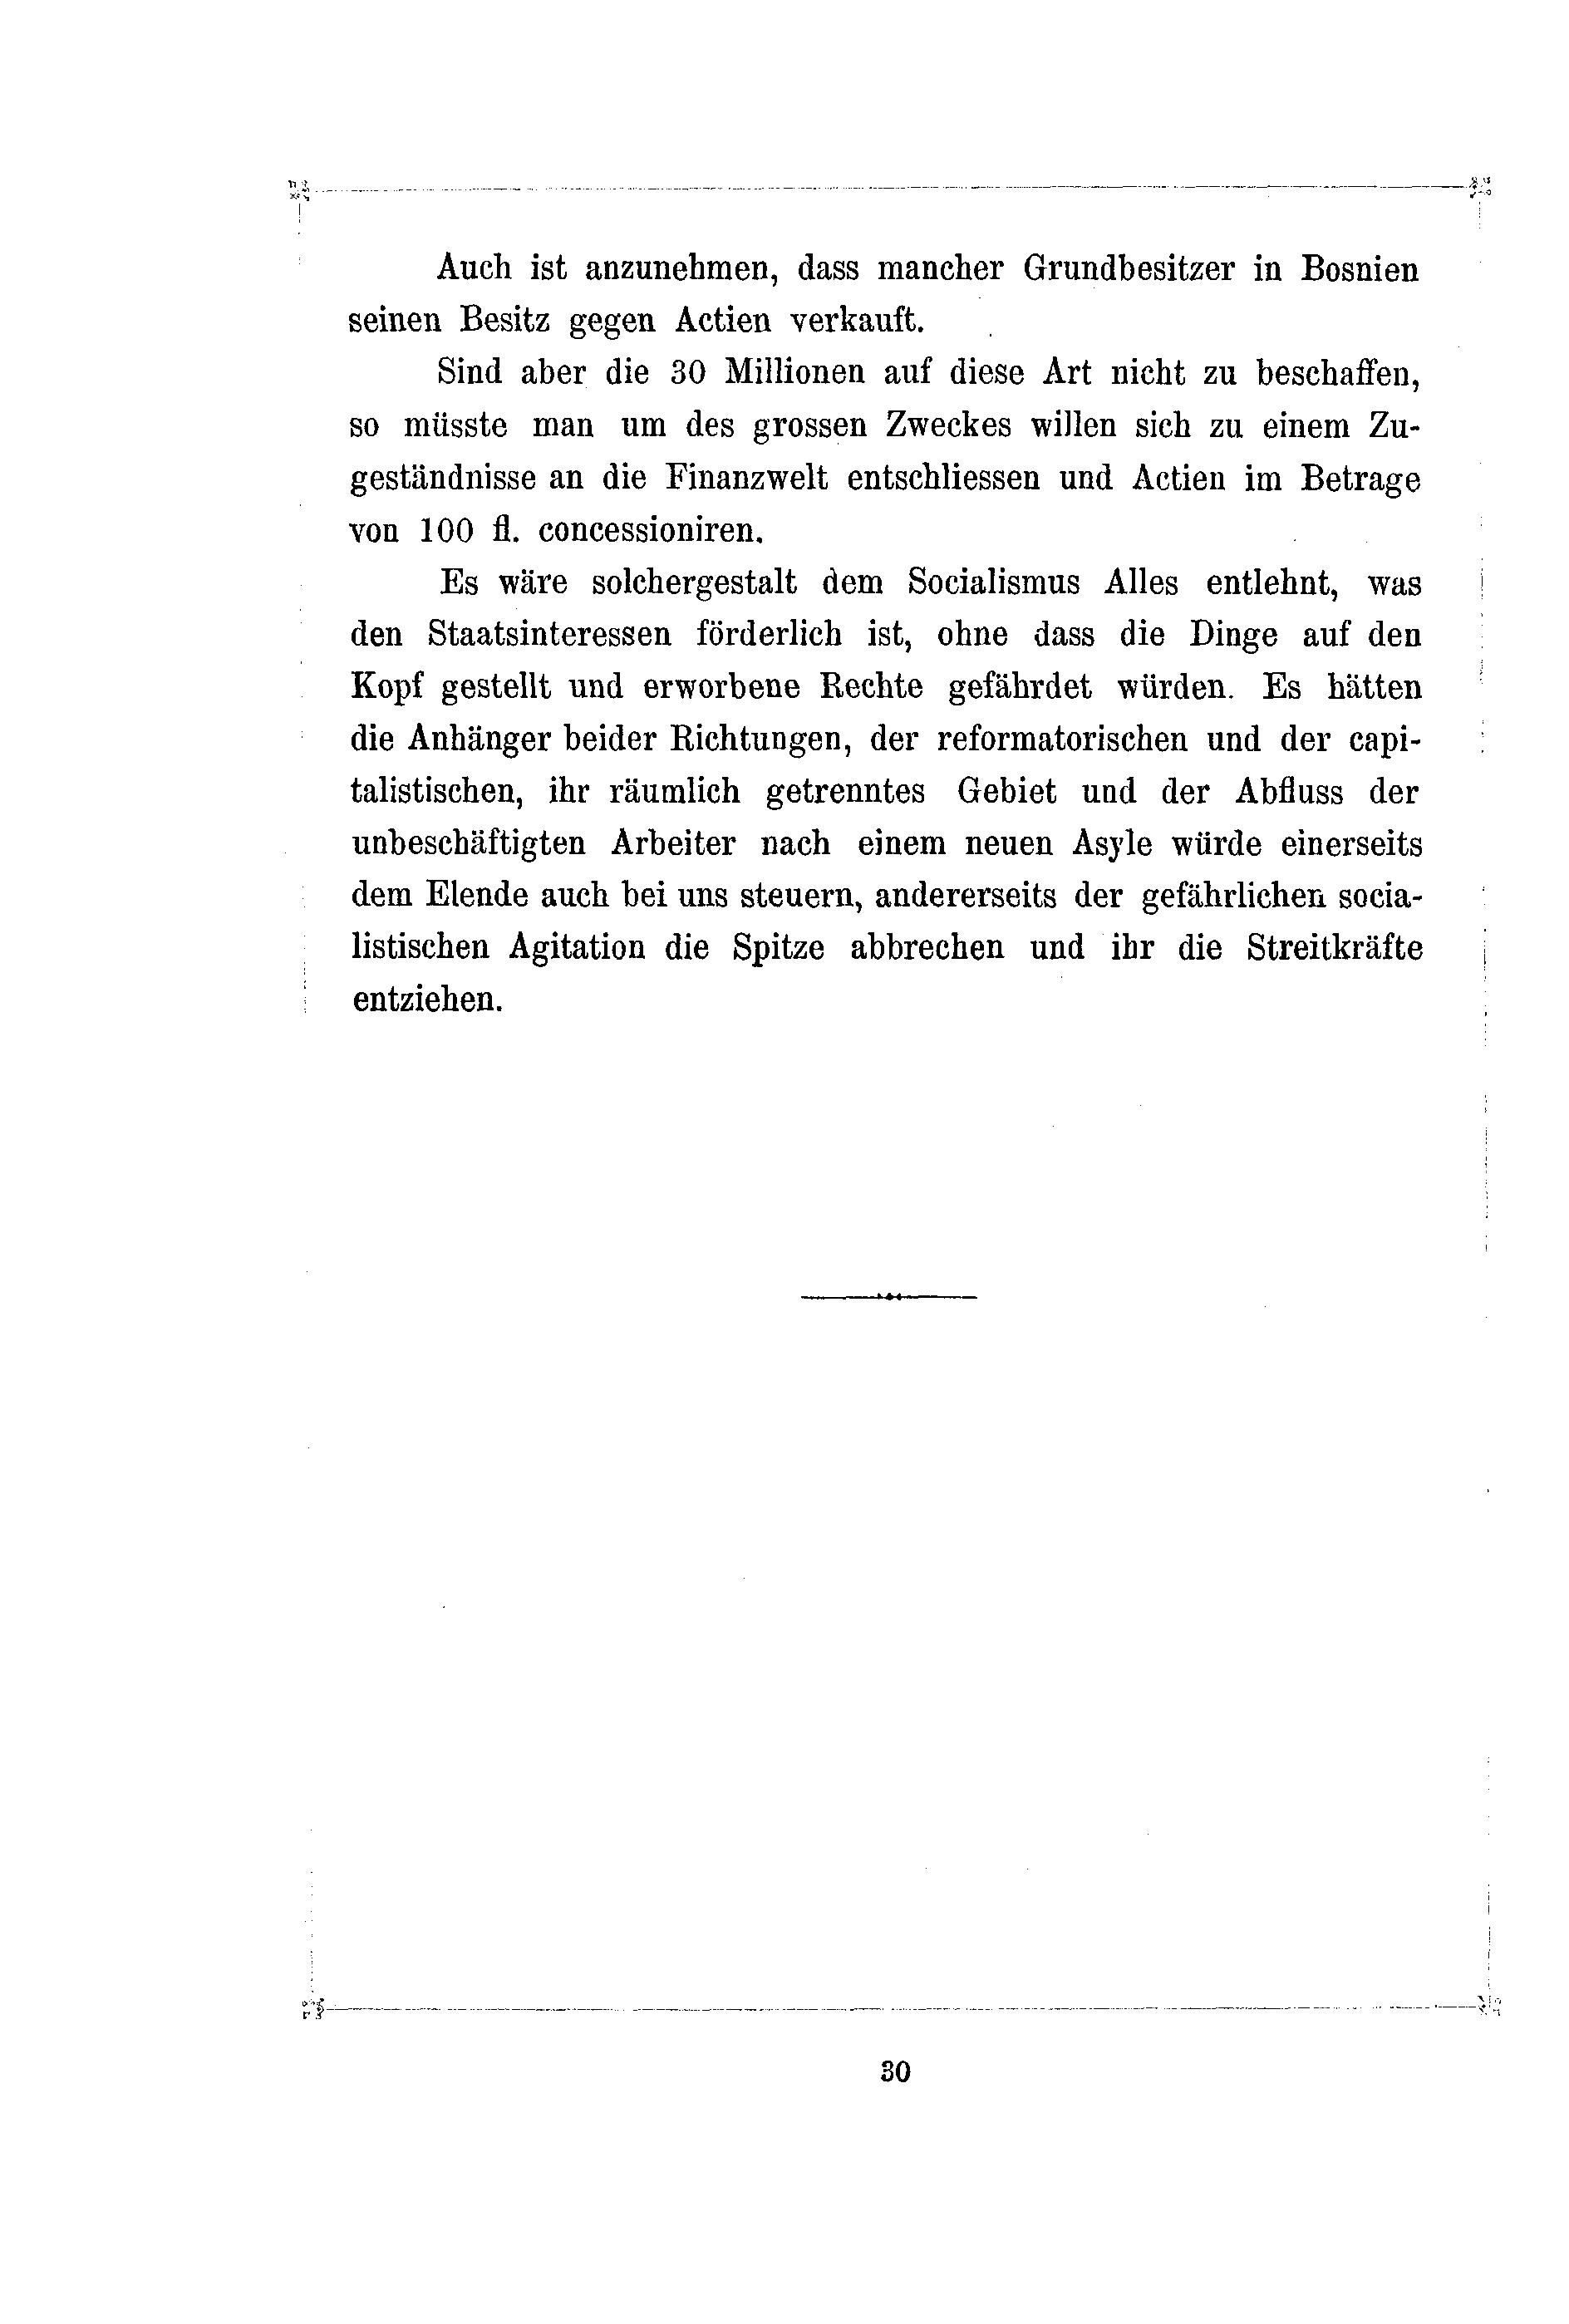 Auch ist anzunehmen, dass mancher Grundbesitzer in Bosnien
seinen Besitz gegen Actien verkauft.
Sind aber die 30 Millionen auf diese Art nicht zu beschaffen,
so müsste man um des grossen Zweckes willen sich zu einem Zu-
geständnisse an die Finanzwelt entschliessen und Actien im Betrage
von 100 fl. concessioniren.
Es wäre solchergestalt dem Socialismus Alles entlehnt, was
den Staatsinteressen förderlich ist, ohne dass die Dinge auf den
Kopf gestellt und erworbene Rechte gefährdet würden. Es hätten
die Anhänger beider Richtungen, der reformatorischen und der capi-
talistischen, ihr räumlich getrenntes Gebiet und der Abfluss der
unbeschäftigten Arbeiter nach einem neuen Asyle würde einerseits
dem Elende auch bei uns steuern, andererseits der gefährlichen socia-
listischen Agitation die Spitze abbrechen und ihr die Streitkräfte
entziehen.
30